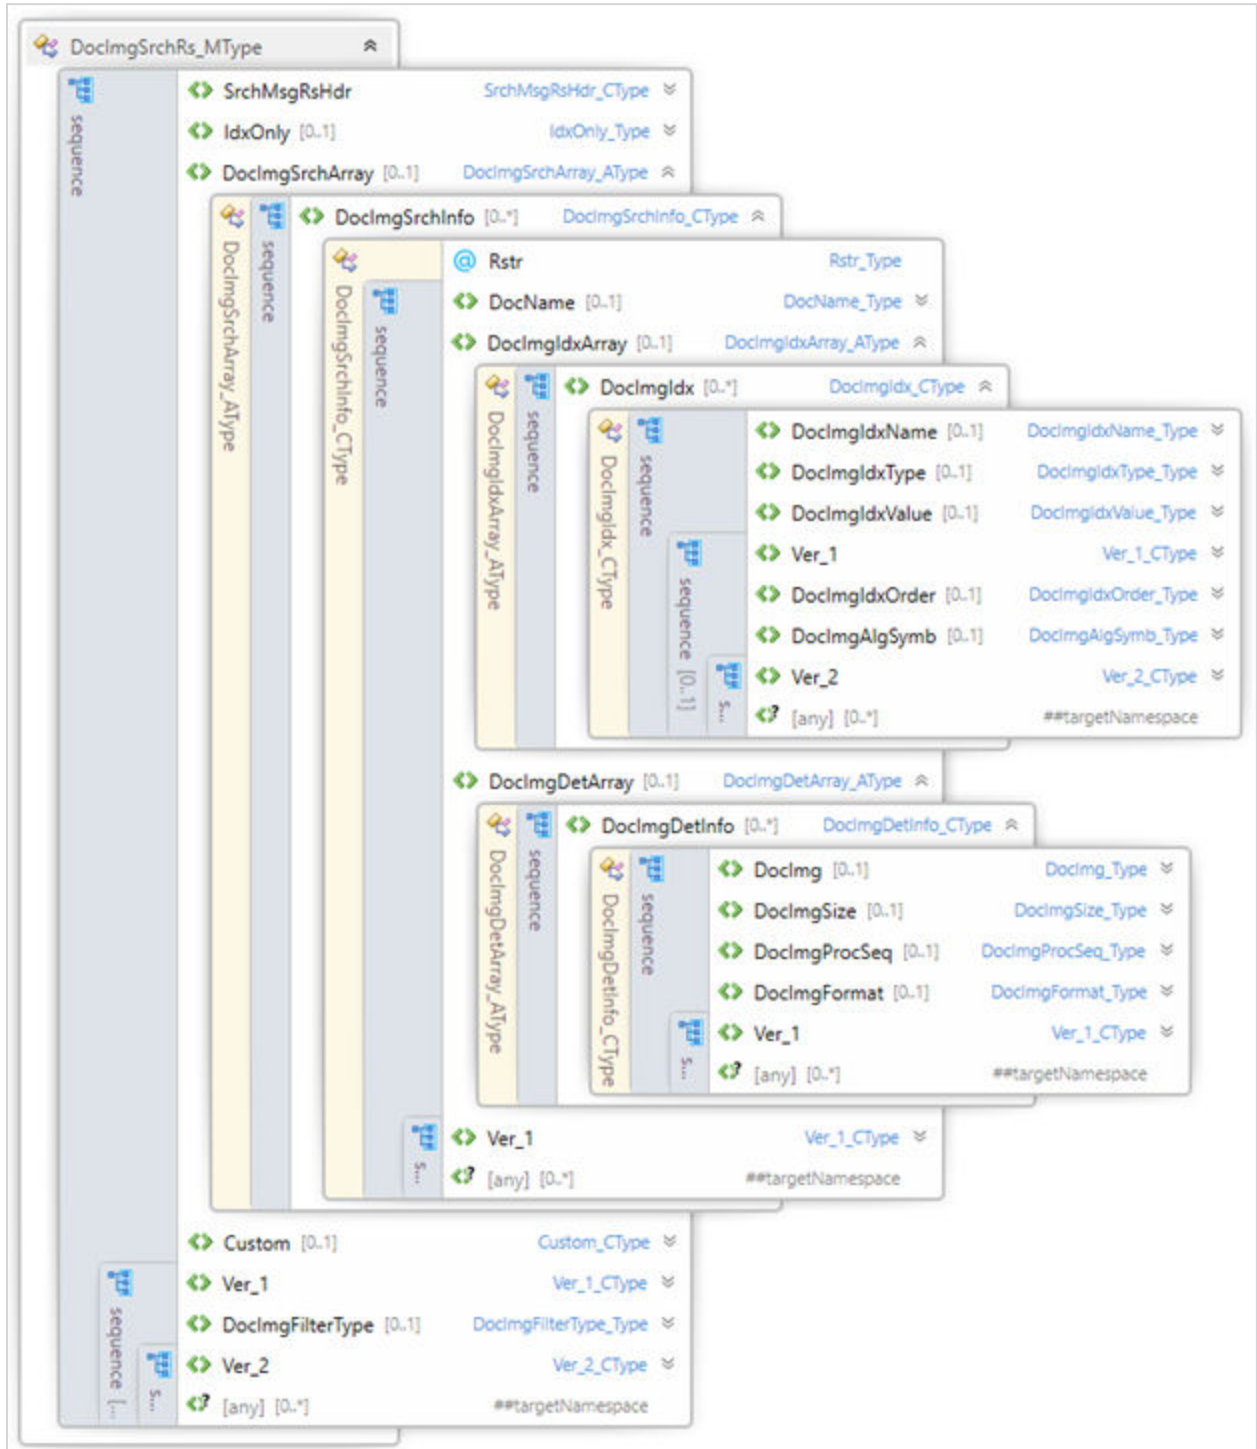 DocImgSrchRs_MType
sequence
SrchMsgRsHdr SrchMsgRsHdr_CType
IdxOnly [0..1] IdxOnly_Type
DocImgSrchArray [0..1] DocImgSrchArray_AType
DocImgSrchArray_AType
sequence
DocImgSrchInfo [0..*] DocImgSrchInfo_CType
DocImgSrchInfo_CType
@ Rstr Rstr_Type
sequence
DocName [0..1] DocName_Type
DocImgIdxArray [0..1] DocImgIdxArray_AType
DocImgIdxArray_AType
sequence
DocImgIdx [0..*] DocImgIdx_CType
DocImgIdx_CType
sequence
DocImgIdxName [0..1] DocImgIdxName_Type
DocImgIdxType [0..1] DocImgIdxType_Type
DocImgIdxValue [0..1] DocImgIdxValue_Type
sequence [0..1]
Ver_1 Ver_1_CType
DocImgIdxOrder [0..1] DocImgIdxOrder_Type
DocImgAlgSymb [0..1] DocImgAlgSymb_Type
s...
Ver_2 Ver_2_CType
[any] [0..*] ##targetNamespace
DocImgDetArray [0..1] DocImgDetArray_AType
DocImgDetArray_AType
sequence
DocImgDetInfo [0..*] DocImgDetInfo_CType
DocImgDetInfo_CType
sequence
DocImg [0..1] DocImg_Type
DocImgSize [0..1] DocImgSize_Type
DocImgProcSeq [0..1] DocImgProcSeq_Type
DocImgFormat [0..1] DocImgFormat_Type
s...
Ver_1 Ver_1_CType
[any] [0..*] ##targetNamespace
s...
Ver_1 Ver_1_CType
[any] [0..*] ##targetNamespace
Custom [0..1] Custom_CType
sequence [...
Ver_1 Ver_1_CType
DocImgFilterType [0..1] DocImgFilterType_Type
s...
Ver_2 Ver_2_CType
[any] [0..*] ##targetNamespace